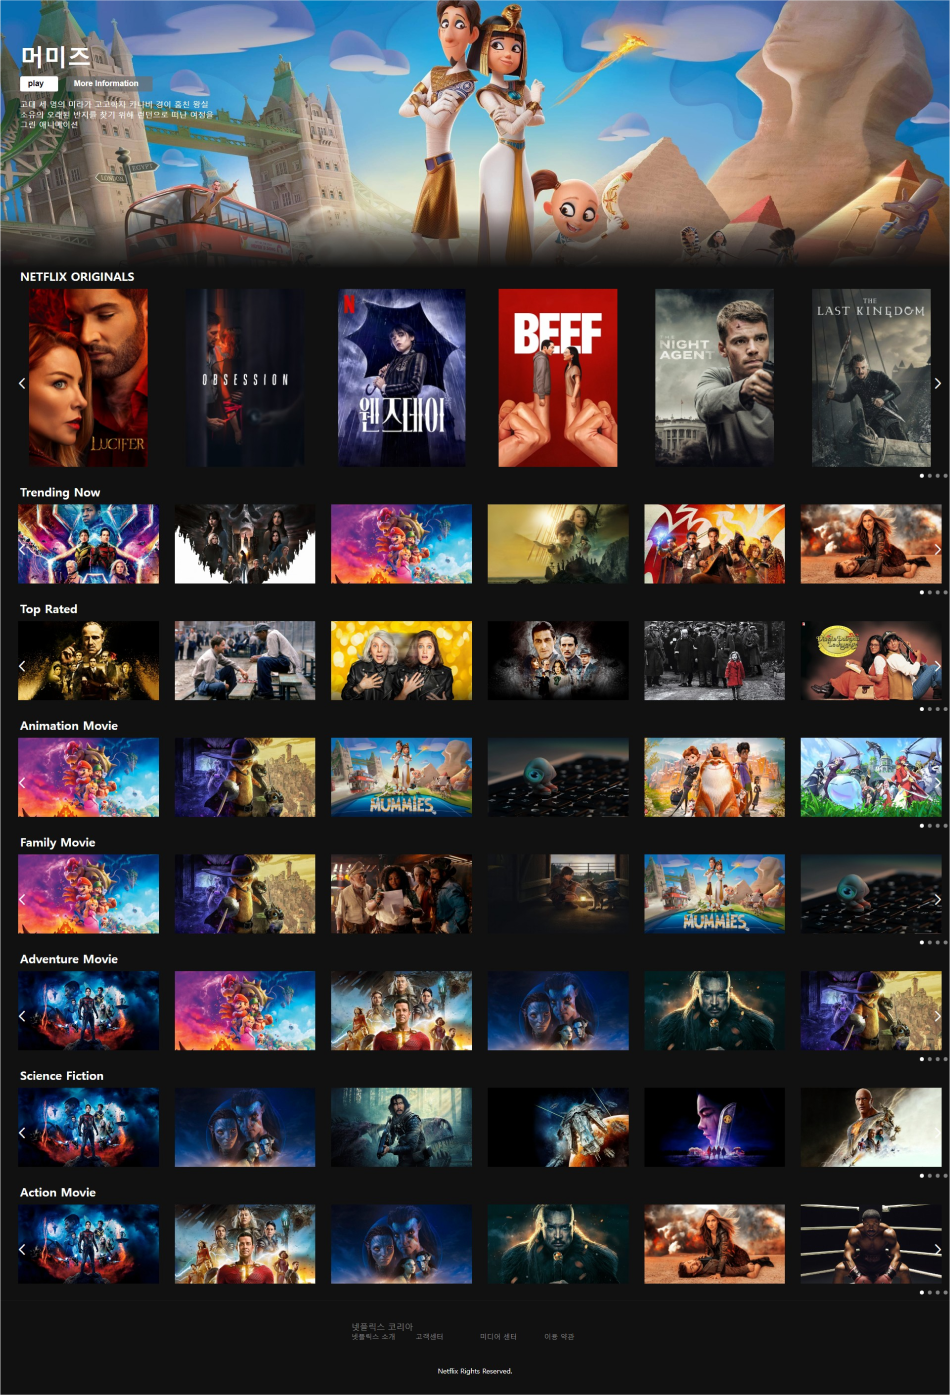 머미즈
play More Information
고대 세 명의 미라가 고고학자 카나비 경이 훔친 왕실
소유의 오래된 반지를 찾기 위해 런던으로 떠난 여정을
그린 애니메이션
EGYPT
LONDON
NETFLIX ORIGINALS
LUCIFER
OBSESSION
N
웬즈데이
BEEF
THE
NIGHT
AGENT
THE
LAST KINGDOM
Trending Now
Top Rated
Animation Movie
MUMMIES
Family Movie
MUMMIES
Adventure Movie
Science Fiction
Action Movie
넷플릭스 코리아
넷플릭스 소개 고객센터 미디어 센터 이용 약관
Netflix Rights Reserved.